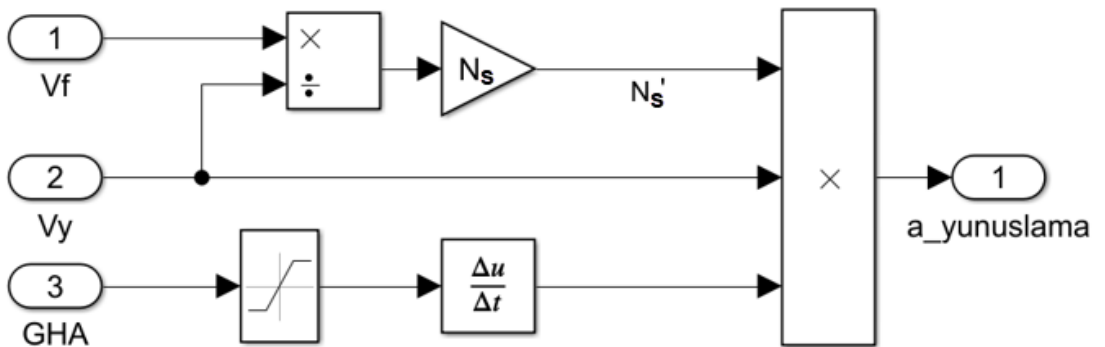 1
Vf
×
÷
Ns
Ns'
2
Vy
×
1
a_yunuslama
3
GHA
Δu
Δt